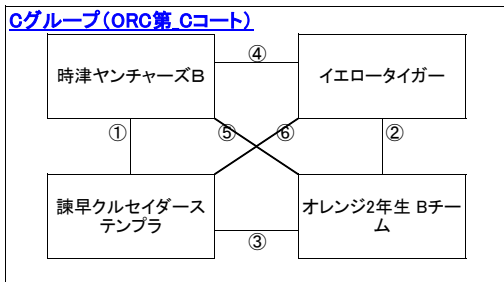 Cグループ(ORC第_Cコート)
④
時津ヤンチャーズB
イエロータイガー
①
⑤
⑥
②
諫早クルセイダース
テンプラ
オレンジ2年生 Bチー
ム
③